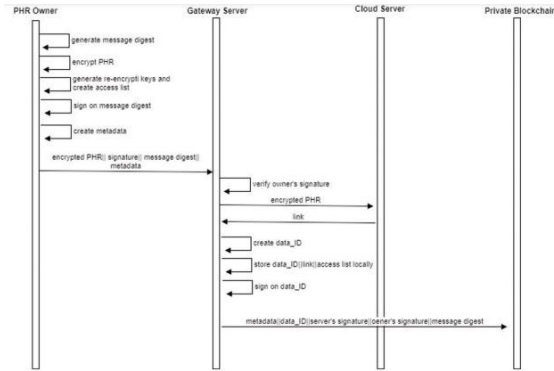 PHR Owner
Gateway Server
Cloud Server
Private Blockchain
generate message digest
encrypt PHR
generate re-encrypti keys and
create access list
sign on message digest
create metadata
encrypted PHR|| signature|| message digest||
metadata
verify owner's signature
encrypted PHR
link
create data_ID
store data_ID||link||access list locally
sign on data_ID
metadata||data_ID||server's signature||oener's signature||message digest